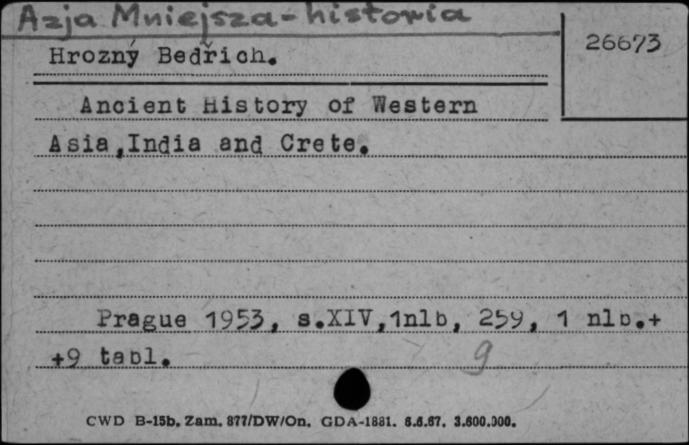 Azja Mniejsza - historia
26673
Hrozný Bedřich.
Ancient History of Western
Asia,India and Crete.
Prague 1953, s.XIV,1nlb, 259, 1 nlb.+
+9 tabl.
9
CWD B-15b. Zam. 877/DW/On. GDA-1881. 6.6.67. 3.600.000.